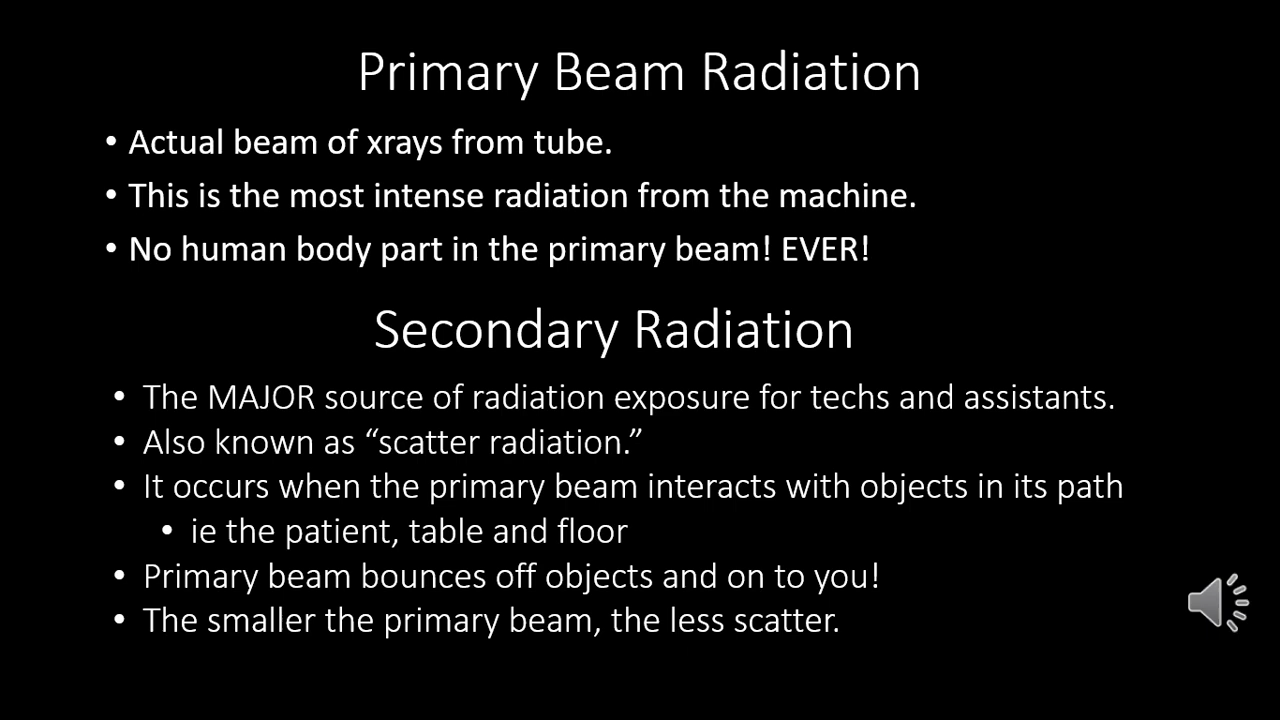 Primary Beam Radiation
• Actual beam of xrays from tube.
• This is the most intense radiation from the machine.
• No human body part in the primary beam! EVER!
Secondary Radiation
• The MAJOR source of radiation exposure for techs and assistants.
• Also known as “scatter radiation.”
• It occurs when the primary beam interacts with objects in its path
• ie the patient, table and floor
• Primary beam bounces off objects and on to you!
• The smaller the primary beam, the less scatter.